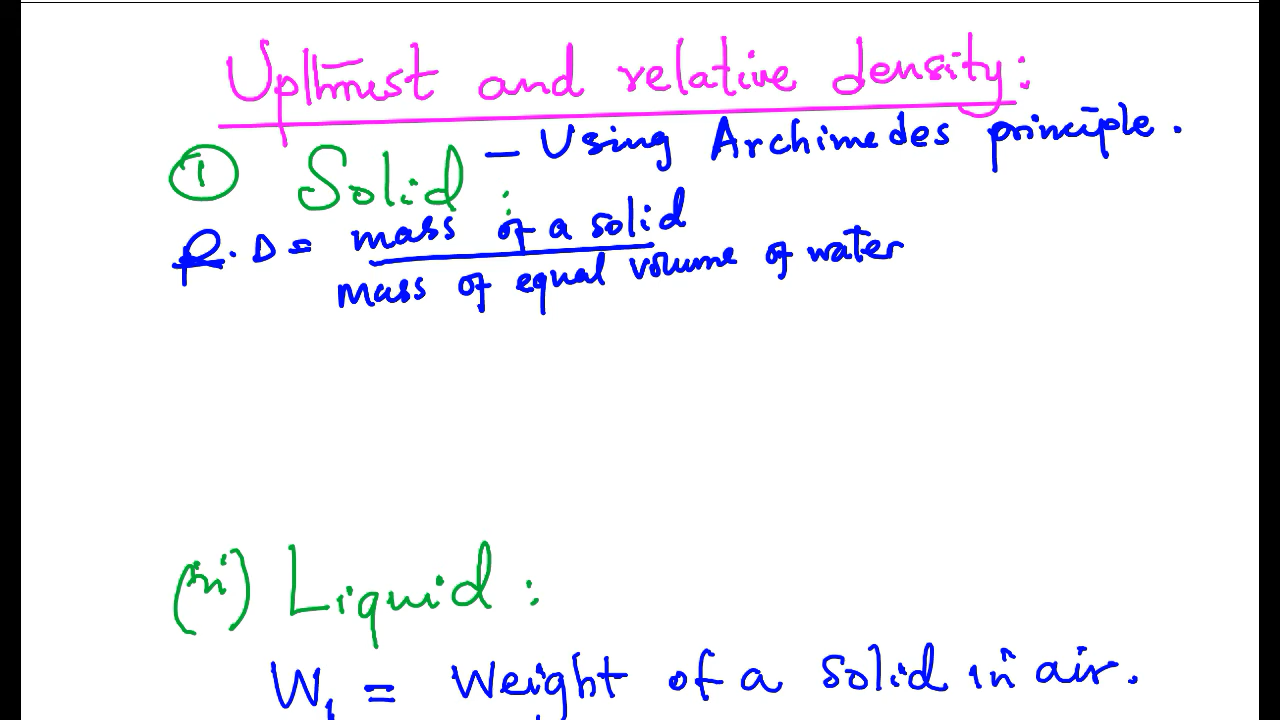 Upthrust and relative density:
① Solid : – Using Archimedes principle.
R.D = mass of a solid
mass of equal volume of water
(ii) Liquid :
W₁ = Weight of a solid in air.